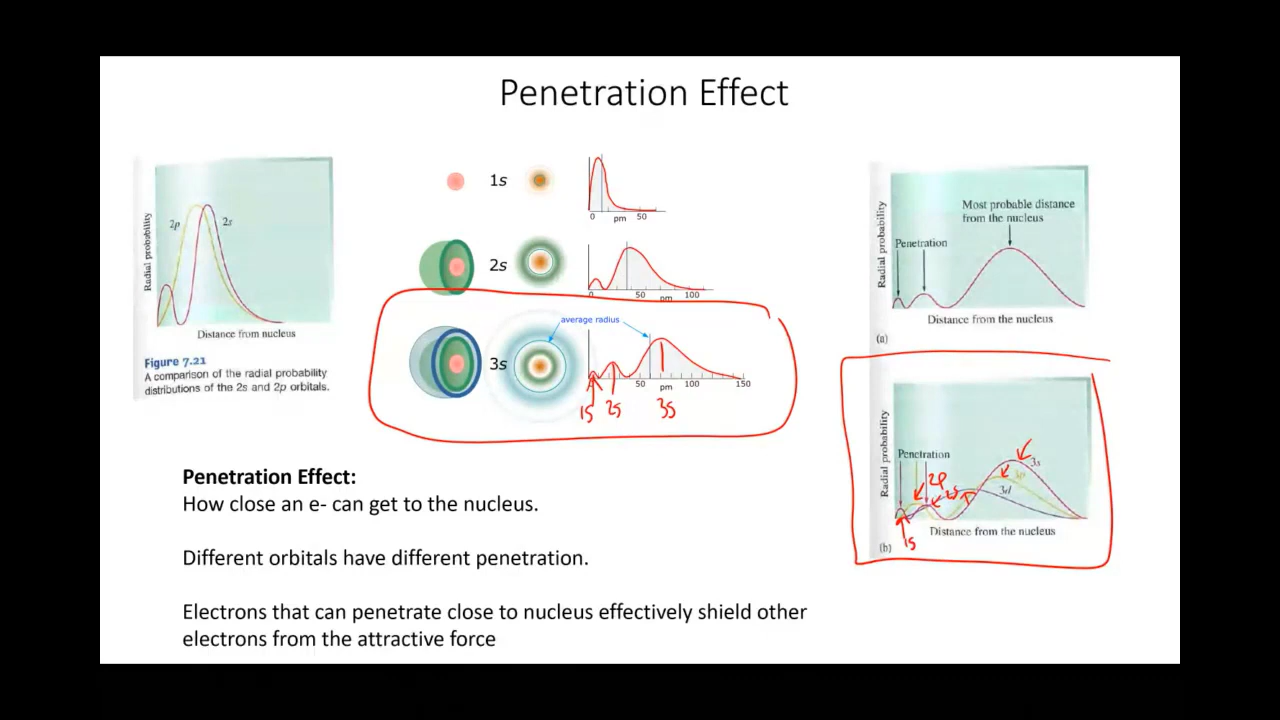 Penetration Effect
Radial probability
2p
2s
Distance from nucleus
Figure 7.21
A comparison of the radial probability
distributions of the 2s and 2p orbitals.
1s
0 pm 50
2s
50 pm 100
average radius
3s
50 pm 100 150
1s 2s 3s
Radial probability
Most probable distance
from the nucleus
Penetration
Distance from the nucleus
(a)
Radial probability
Penetration
2p
2s
3s
3p
3d
1s
Distance from the nucleus
(b)
Penetration Effect:
How close an e- can get to the nucleus.
Different orbitals have different penetration.
Electrons that can penetrate close to nucleus effectively shield other
electrons from the attractive force